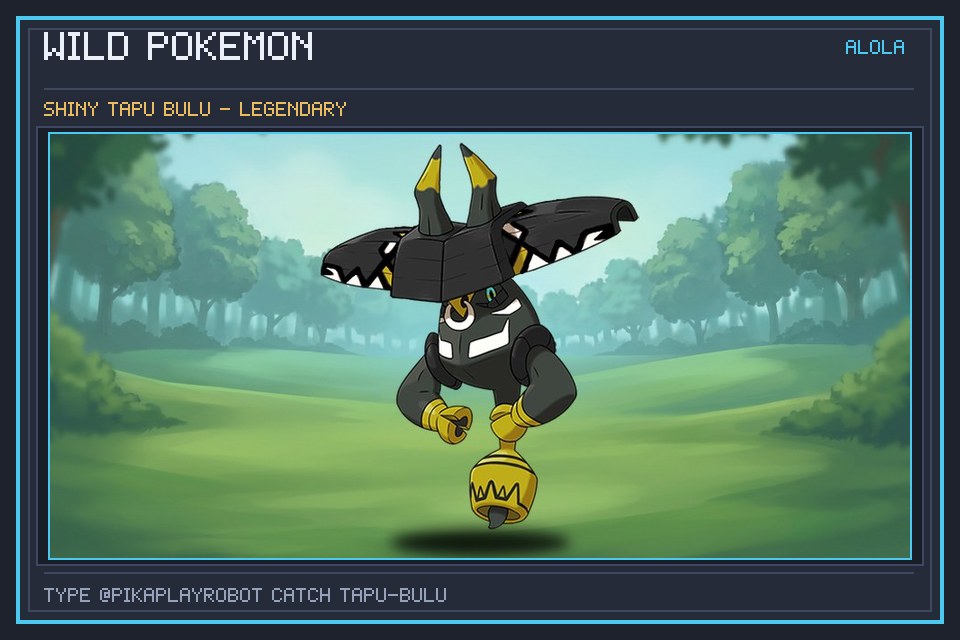 WILD POKEMON
ALOLA
SHINY TAPU BULU - LEGENDARY
TYPE @PIKAPLAYROBOT CATCH TAPU-BULU